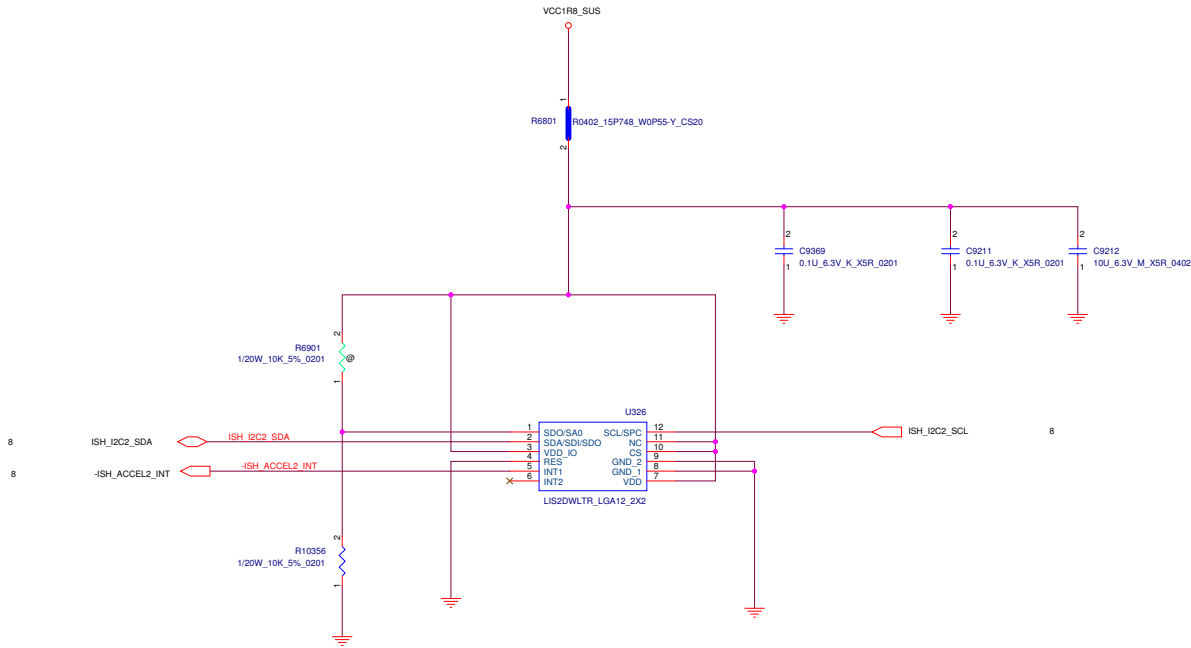 VCC1R8_SUS
1
R6801 R0402_15P748_W0P55-Y_CS20
2
2 C9369
0.1U_6.3V_K_X5R_0201
1
2 C9211
0.1U_6.3V_K_X5R_0201
1
2 C9212
10U_6.3V_M_X5R_0402
1
2
R6901
1/20W_10K_5%_0201 @
1
U326
1 SDO/SA0 SCL/SPC 12
2 SDA/SDI/SDO NC 11
3 VDD_IO CS 10
4 RES GND_2 9
5 INT1 GND_1 8
6 INT2 VDD 7
LIS2DWLTR_LGA12_2X2
8 ISH_I2C2_SDA ISH_I2C2_SDA
ISH_I2C2_SCL 8
8 -ISH_ACCEL2_INT -ISH_ACCEL2_INT
2
R10356
1/20W_10K_5%_0201
1